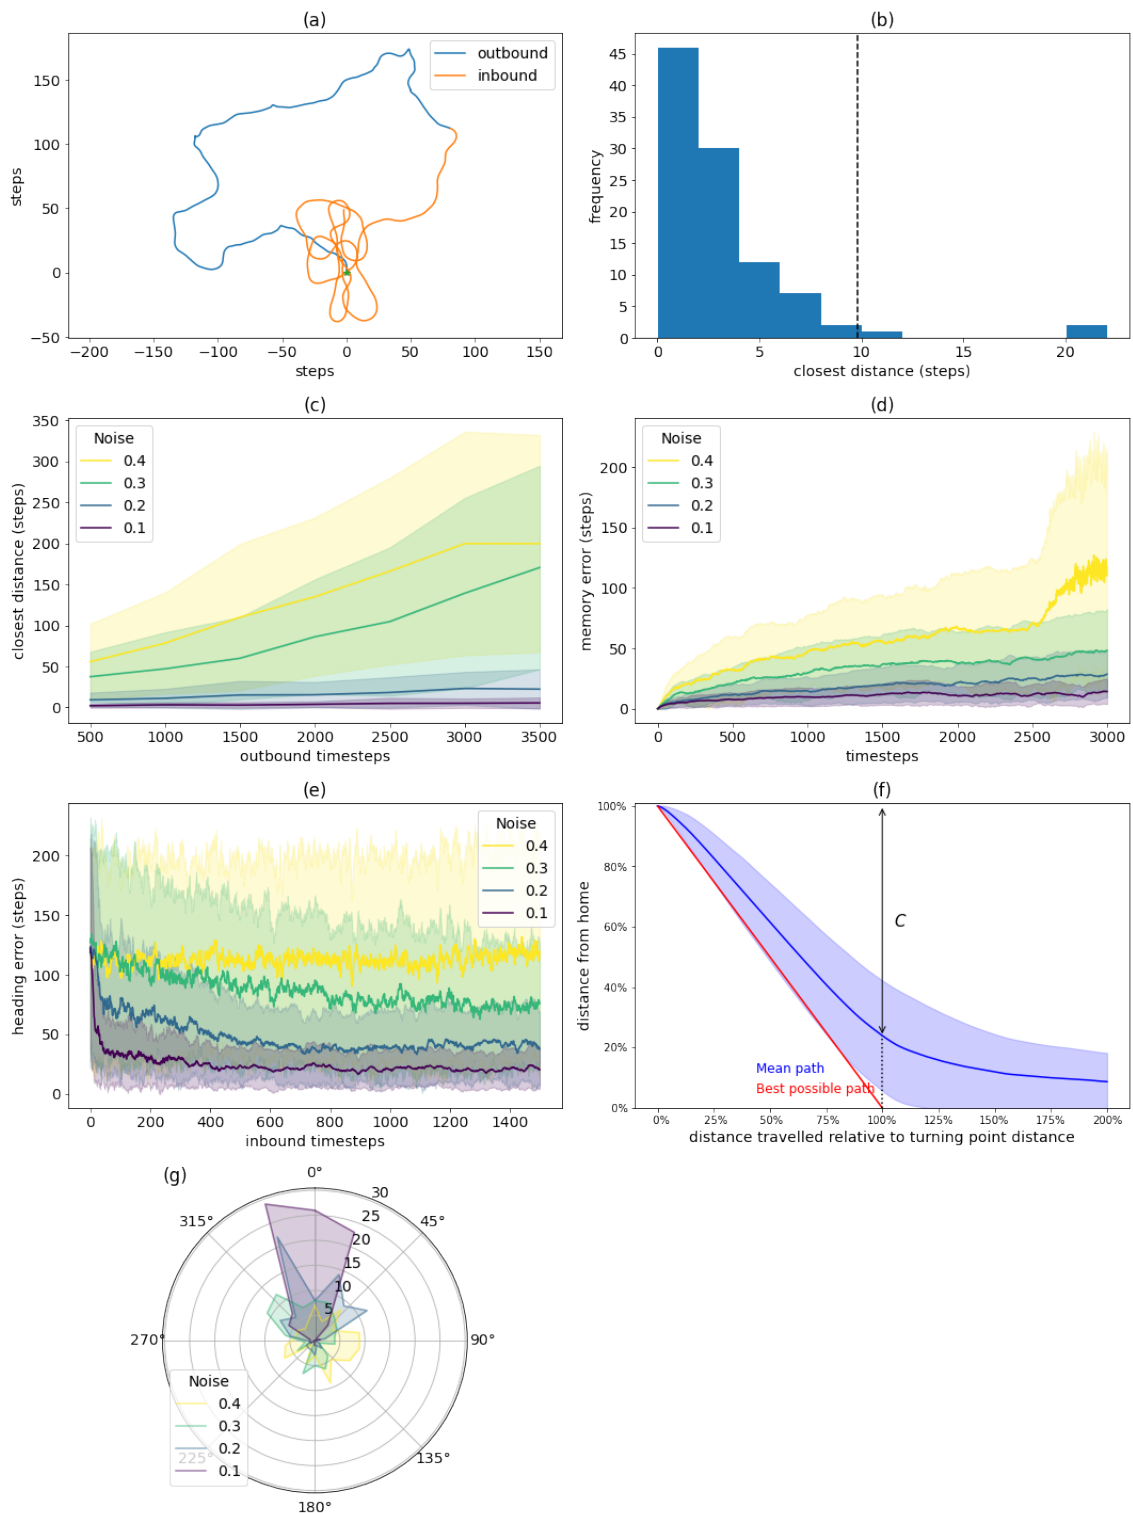 (a)
outbound
inbound
150
100
50
0
−50
steps
−200 −150 −100 −50 0 50 100 150
steps
(b)
45
40
35
30
25
20
15
10
5
0
frequency
0 5 10 15 20
closest distance (steps)
(c)
Noise
0.4
0.3
0.2
0.1
350
300
250
200
150
100
50
0
closest distance (steps)
500 1000 1500 2000 2500 3000 3500
outbound timesteps
(d)
Noise
0.4
0.3
0.2
0.1
200
150
100
50
0
memory error (steps)
0 500 1000 1500 2000 2500 3000
timesteps
(e)
Noise
0.4
0.3
0.2
0.1
200
150
100
50
0
heading error (steps)
0 200 400 600 800 1000 1200 1400
inbound timesteps
(f)
100%
80%
60%
40%
20%
0%
distance from home
C
Mean path
Best possible path
0% 25% 50% 75% 100% 125% 150% 175% 200%
distance travelled relative to turning point distance
(g)
0°
45°
90°
135°
180°
225°
270°
315°
30
25
20
15
10
5
Noise
0.4
0.3
0.2
0.1